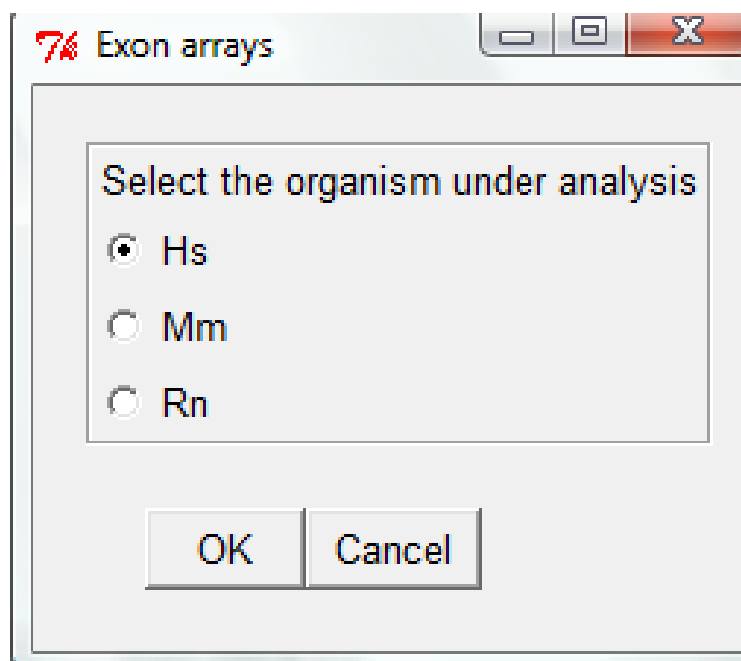 Exon arrays
Select the organism under analysis
Hs
Mm
Rn
OK Cancel